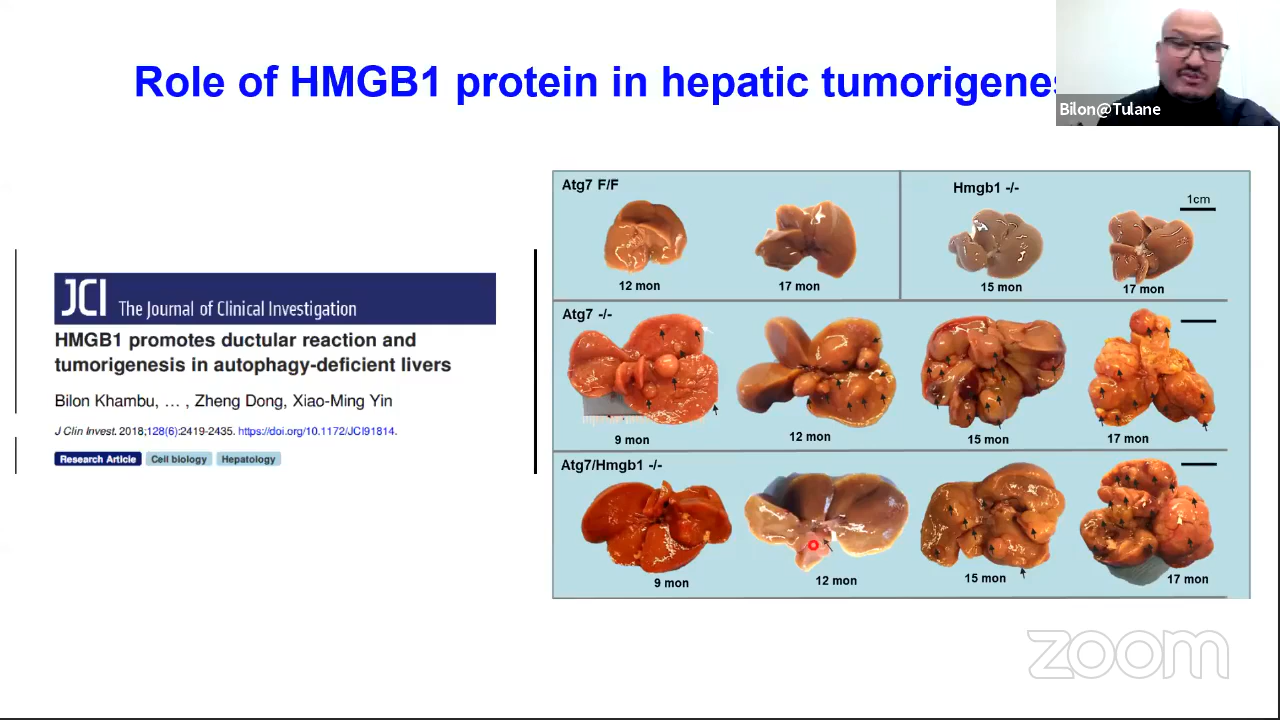 Role of HMGB1 protein in hepatic tumorigenes
Bilon@Tulane
JCI The Journal of Clinical Investigation
HMGB1 promotes ductular reaction and
tumorigenesis in autophagy-deficient livers
Bilon Khambu, ... , Zheng Dong, Xiao-Ming Yin
J Clin Invest. 2018;128(6):2419-2435. https://doi.org/10.1172/JCI91814.
Research Article Cell biology Hepatology
Atg7 F/F
Hmgb1 -/-
1cm
12 mon 17 mon 15 mon 17 mon
Atg7 -/-
9 mon 12 mon 15 mon 17 mon
Atg7/Hmgb1 -/-
9 mon 12 mon 15 mon 17 mon
zoom